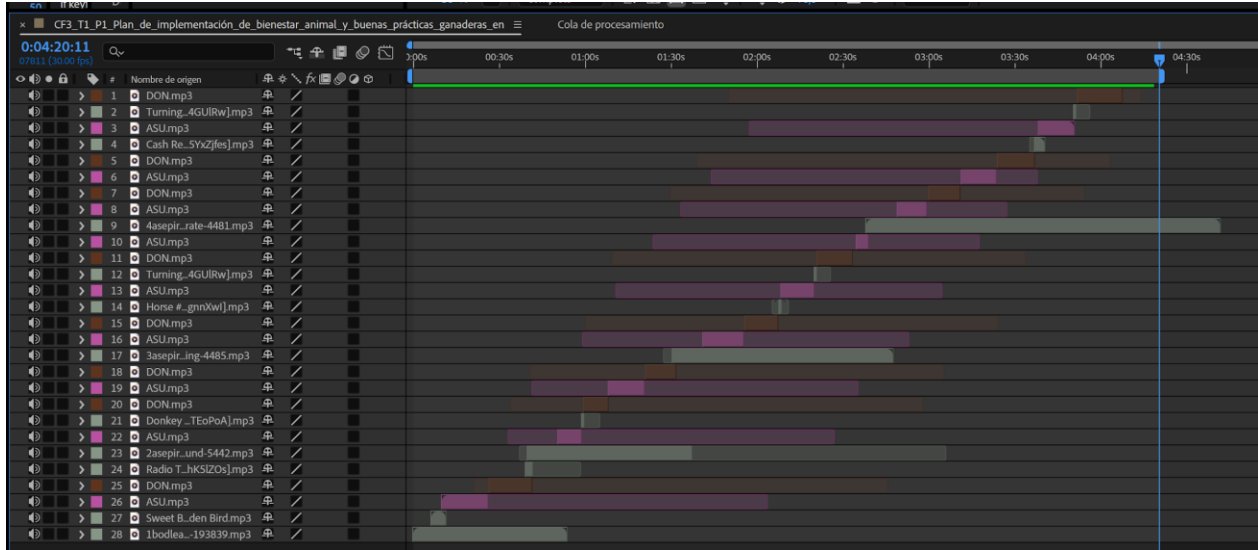 CF3_T1_P1_Plan_de_implementación_de_bienestar_animal_y_buenas_prácticas_ganaderas_en
Cola de procesamiento
0:04:20:11
07811 (30.00 fps)
:00s 00:30s 01:00s 01:30s 02:00s 02:30s 03:00s 03:30s 04:00s 04:30s
# Nombre de origen
1 DON.mp3
2 Turning...4GUlRw].mp3
3 ASU.mp3
4 Cash Re...5YxZjfes].mp3
5 DON.mp3
6 ASU.mp3
7 DON.mp3
8 ASU.mp3
9 4asepir...rate-4481.mp3
10 ASU.mp3
11 DON.mp3
12 Turning...4GUlRw].mp3
13 ASU.mp3
14 Horse #...gnnXwI].mp3
15 DON.mp3
16 ASU.mp3
17 3asepir...ing-4485.mp3
18 DON.mp3
19 ASU.mp3
20 DON.mp3
21 Donkey ...TEoPoA].mp3
22 ASU.mp3
23 2asepir...und-5442.mp3
24 Radio T...hK5lZOs].mp3
25 DON.mp3
26 ASU.mp3
27 Sweet B...den Bird.mp3
28 1bodlea...-193839.mp3